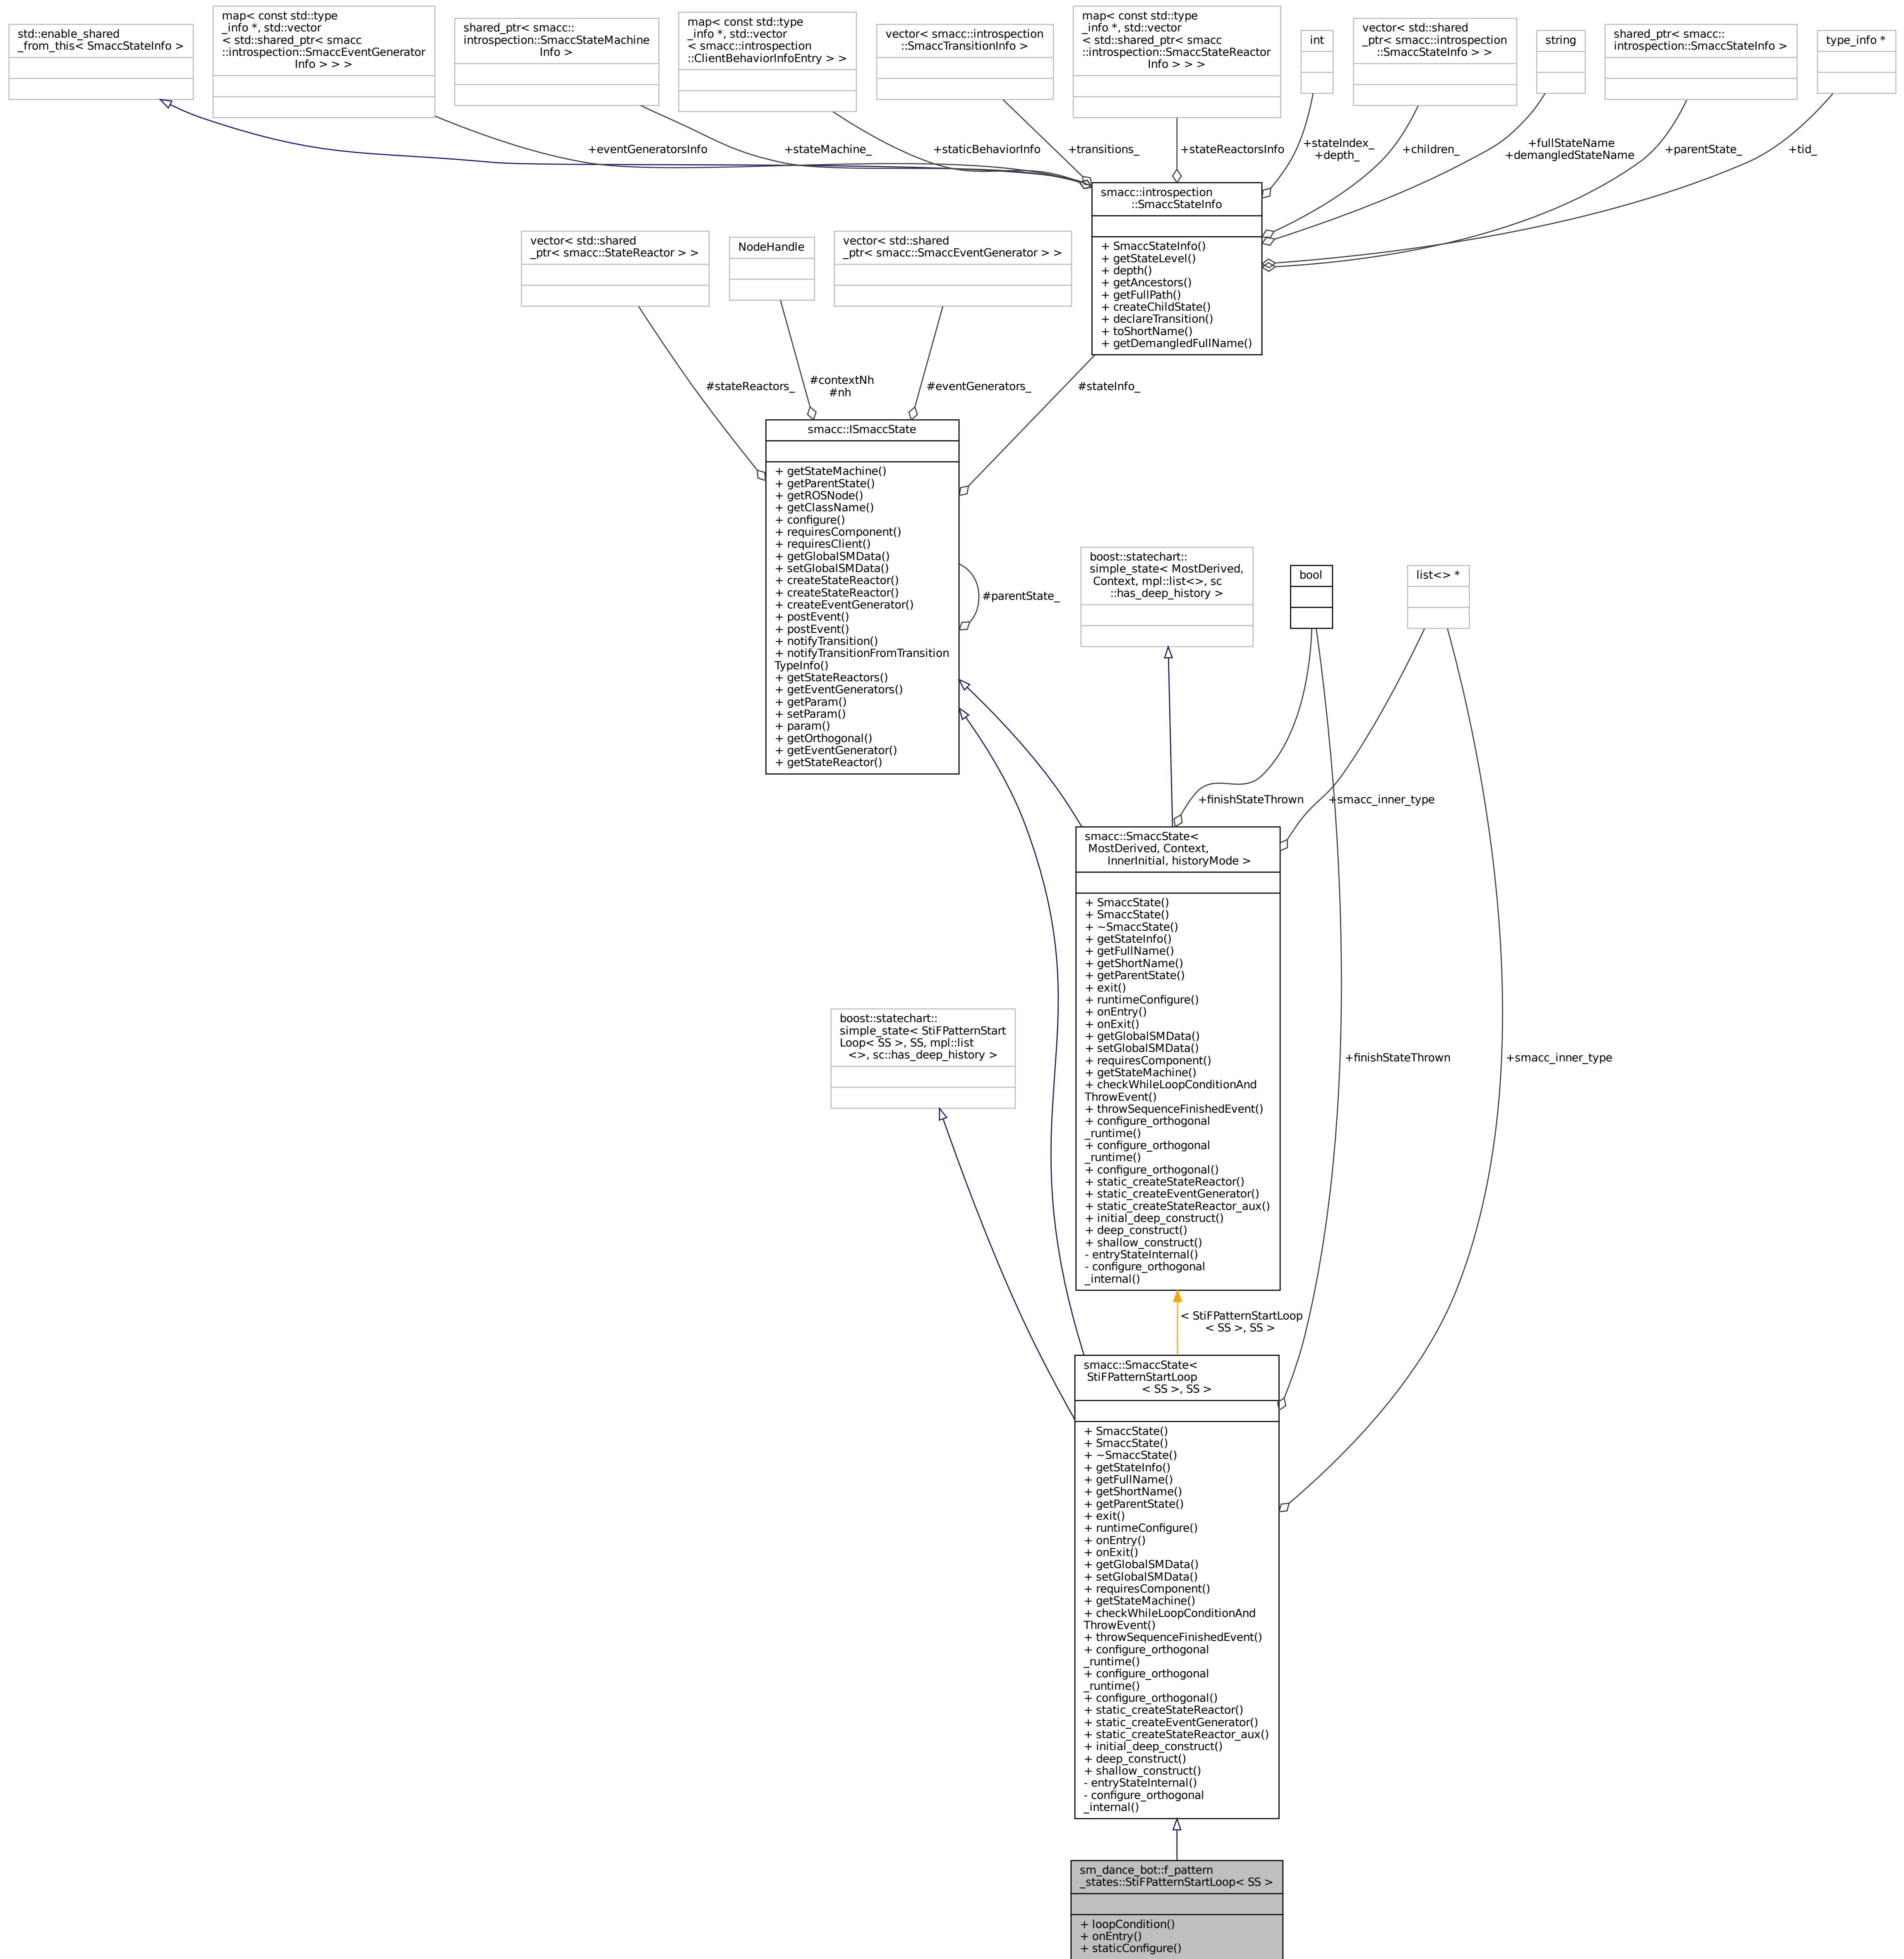 std::enable_shared
_from_this< SmaccStateInfo >
map< const std::type
_info *, std::vector
< std::shared_ptr< smacc
::introspection::SmaccEventGenerator
Info > > >
shared_ptr< smacc::
introspection::SmaccStateMachine
Info >
map< const std::type
_info *, std::vector
< smacc::introspection
::ClientBehaviorInfoEntry > >
vector< smacc::introspection
::SmaccTransitionInfo >
map< const std::type
_info *, std::vector
< std::shared_ptr< smacc
::introspection::SmaccStateReactor
Info > > >
int
vector< std::shared
_ptr< smacc::introspection
::SmaccStateInfo > >
string
shared_ptr< smacc::
introspection::SmaccStateInfo >
type_info *
+eventGeneratorsInfo
+stateMachine_
+staticBehaviorInfo
+transitions_
+stateReactorsInfo
+stateIndex_
+depth_
+children_
+fullStateName
+demangledStateName
+parentState_
+tid_
smacc::introspection
::SmaccStateInfo
+ SmaccStateInfo()
+ getStateLevel()
+ depth()
+ getAncestors()
+ getFullPath()
+ createChildState()
+ declareTransition()
+ toShortName()
+ getDemangledFullName()
vector< std::shared
_ptr< smacc::StateReactor > >
NodeHandle
vector< std::shared
_ptr< smacc::SmaccEventGenerator > >
#stateReactors_
#contextNh
#nh
#eventGenerators_
#stateInfo_
smacc::ISmaccState
+ getStateMachine()
+ getParentState()
+ getROSNode()
+ getClassName()
+ configure()
+ requiresComponent()
+ requiresClient()
+ getGlobalSMData()
+ setGlobalSMData()
+ createStateReactor()
+ createStateReactor()
+ createEventGenerator()
+ postEvent()
+ postEvent()
+ notifyTransition()
+ notifyTransitionFromTransition
TypeInfo()
+ getStateReactors()
+ getEventGenerators()
+ getParam()
+ setParam()
+ param()
+ getOrthogonal()
+ getEventGenerator()
+ getStateReactor()
#parentState_
boost::statechart::
simple_state< MostDerived,
Context, mpl::list<>, sc
::has_deep_history >
bool
list<> *
+finishStateThrown
+smacc_inner_type
smacc::SmaccState<
MostDerived, Context,
InnerInitial, historyMode >
+ SmaccState()
+ SmaccState()
+ ~SmaccState()
+ getStateInfo()
+ getFullName()
+ getShortName()
+ getParentState()
+ exit()
+ runtimeConfigure()
+ onEntry()
+ onExit()
+ getGlobalSMData()
+ setGlobalSMData()
+ requiresComponent()
+ getStateMachine()
+ checkWhileLoopConditionAnd
ThrowEvent()
+ throwSequenceFinishedEvent()
+ configure_orthogonal
_runtime()
+ configure_orthogonal
_runtime()
+ configure_orthogonal()
+ static_createStateReactor()
+ static_createEventGenerator()
+ static_createStateReactor_aux()
+ initial_deep_construct()
+ deep_construct()
+ shallow_construct()
- entryStateInternal()
- configure_orthogonal
_internal()
boost::statechart::
simple_state< StiFPatternStart
Loop< SS >, SS, mpl::list
<>, sc::has_deep_history >
+finishStateThrown
+smacc_inner_type
< StiFPatternStartLoop
< SS >, SS >
smacc::SmaccState<
StiFPatternStartLoop
< SS >, SS >
+ SmaccState()
+ SmaccState()
+ ~SmaccState()
+ getStateInfo()
+ getFullName()
+ getShortName()
+ getParentState()
+ exit()
+ runtimeConfigure()
+ onEntry()
+ onExit()
+ getGlobalSMData()
+ setGlobalSMData()
+ requiresComponent()
+ getStateMachine()
+ checkWhileLoopConditionAnd
ThrowEvent()
+ throwSequenceFinishedEvent()
+ configure_orthogonal
_runtime()
+ configure_orthogonal
_runtime()
+ configure_orthogonal()
+ static_createStateReactor()
+ static_createEventGenerator()
+ static_createStateReactor_aux()
+ initial_deep_construct()
+ deep_construct()
+ shallow_construct()
- entryStateInternal()
- configure_orthogonal
_internal()
sm_dance_bot::f_pattern
_states::StiFPatternStartLoop< SS >
+ loopCondition()
+ onEntry()
+ staticConfigure()